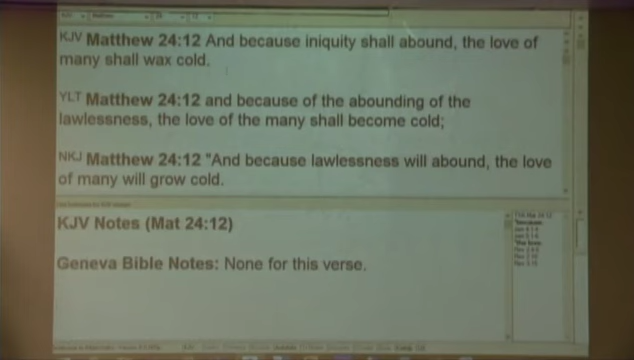 KJV Matthew 24:12 And because iniquity shall abound, the love of
many shall wax cold.
YLT Matthew 24:12 and because of the abounding of the
lawlessness, the love of the many shall become cold;
NKJ Matthew 24:12 "And because lawlessness will abound, the love
of many will grow cold.
KJV Notes (Mat 24:12)
Geneva Bible Notes: None for this verse.